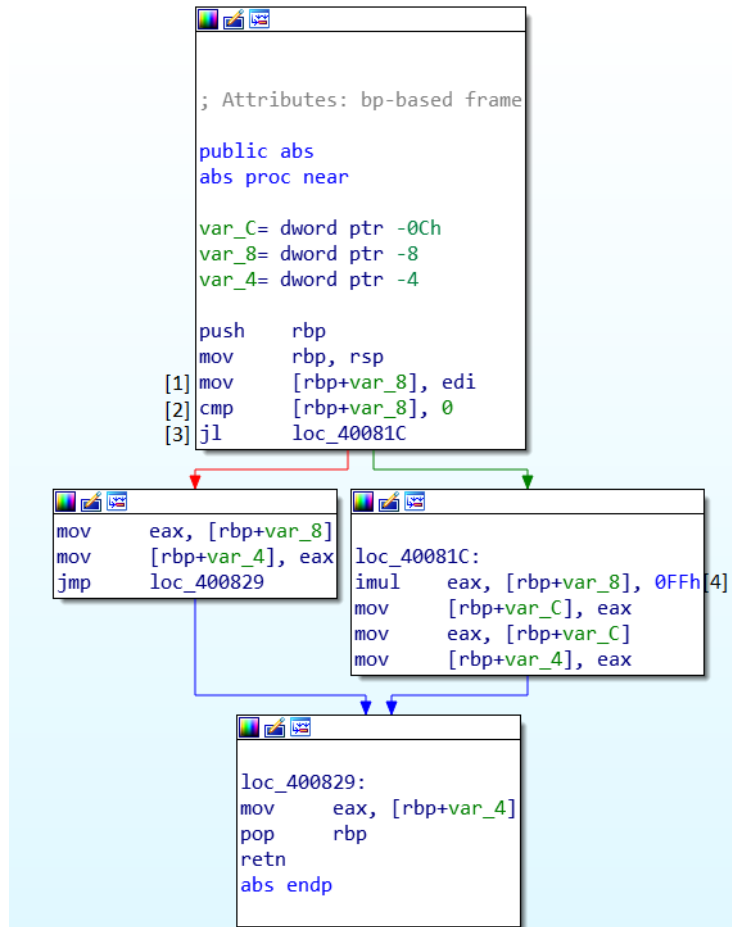 ; Attributes: bp-based frame
public abs
abs proc near
var_C= dword ptr -0Ch
var_8= dword ptr -8
var_4= dword ptr -4
push rbp
mov rbp, rsp
[1] mov [rbp+var_8], edi
[2] cmp [rbp+var_8], 0
[3] jl loc_40081C
mov eax, [rbp+var_8]
mov [rbp+var_4], eax
jmp loc_400829
loc_40081C:
imul eax, [rbp+var_8], 0FFh[4]
mov [rbp+var_C], eax
mov eax, [rbp+var_C]
mov [rbp+var_4], eax
loc_400829:
mov eax, [rbp+var_4]
pop rbp
retn
abs endp